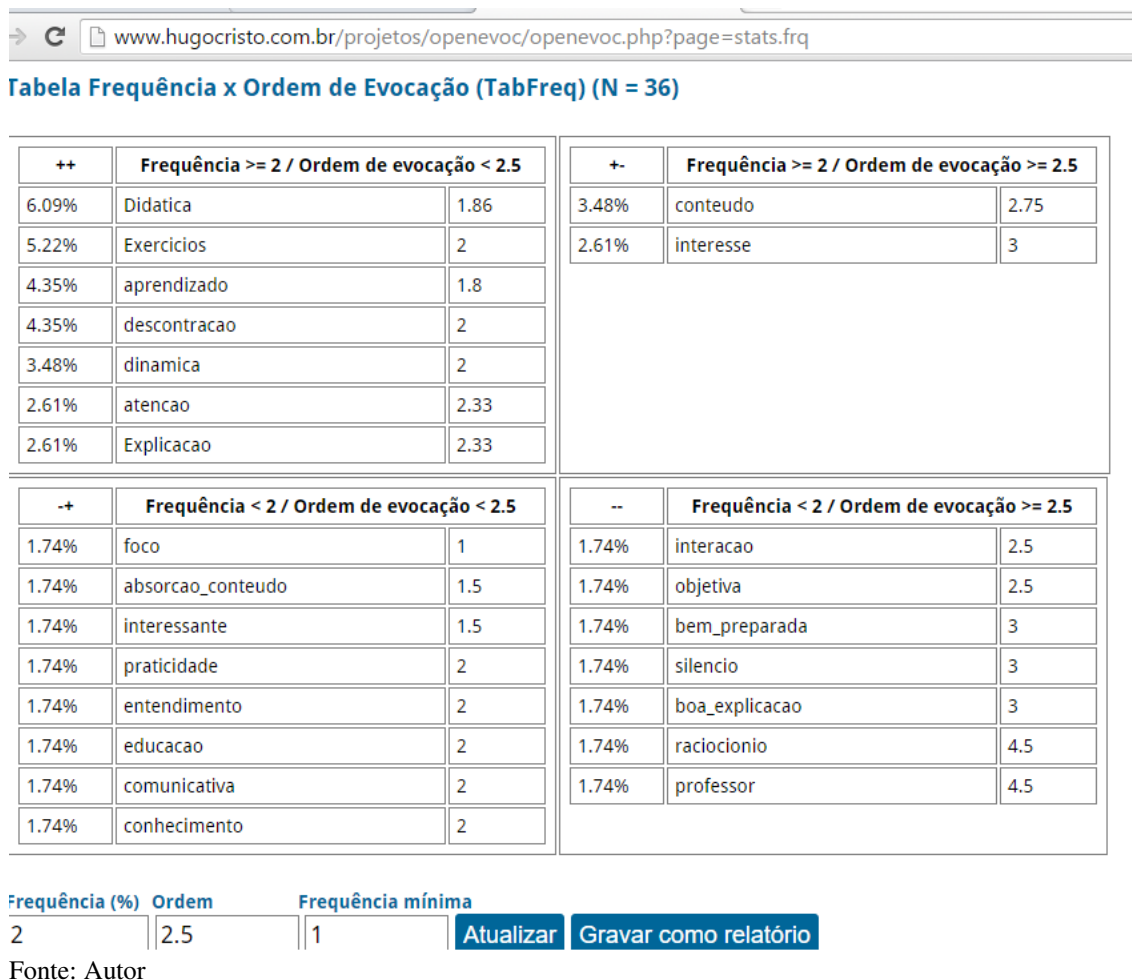 www.hugocristo.com.br/projetos/openevoc/openevoc.php?page=stats.frq
Tabela Frequência x Ordem de Evocação (TabFreq) (N = 36)
++ Frequência >= 2 / Ordem de evocação < 2.5
6.09% Didatica 1.86
5.22% Exercicios 2
4.35% aprendizado 1.8
4.35% descontracao 2
3.48% dinamica 2
2.61% atencao 2.33
2.61% Explicacao 2.33
+- Frequência >= 2 / Ordem de evocação >= 2.5
3.48% conteudo 2.75
2.61% interesse 3
-+ Frequência < 2 / Ordem de evocação < 2.5
1.74% foco 1
1.74% absorcao_conteudo 1.5
1.74% interessante 1.5
1.74% praticidade 2
1.74% entendimento 2
1.74% educacao 2
1.74% comunicativa 2
1.74% conhecimento 2
-- Frequência < 2 / Ordem de evocação >= 2.5
1.74% interacao 2.5
1.74% objetiva 2.5
1.74% bem_preparada 3
1.74% silencio 3
1.74% boa_explicacao 3
1.74% raciocionio 4.5
1.74% professor 4.5
Frequência (%) Ordem Frequência mínima
2 2.5 1 Atualizar Gravar como relatório
Fonte: Autor